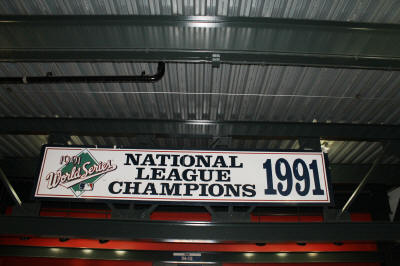 1991
World Series
NATIONAL
LEAGUE
CHAMPIONS
1991